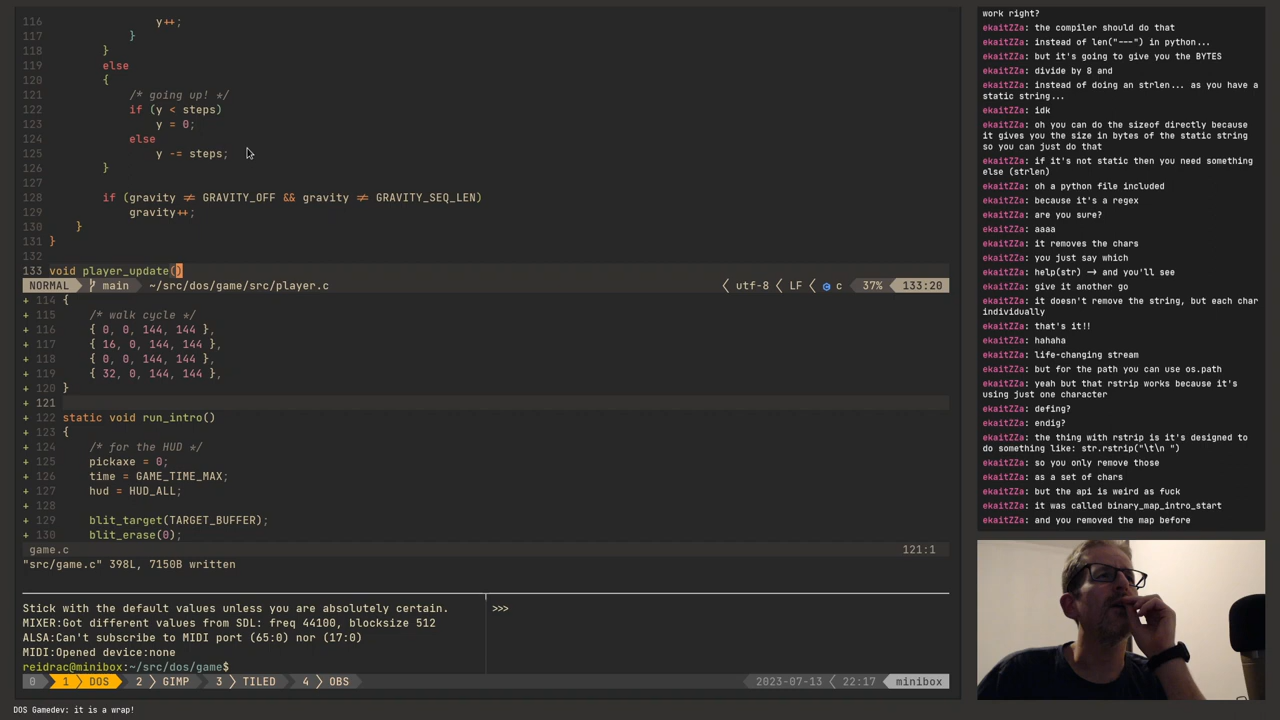 116                 y++;
117             }
118         }
119         else
120         {
121             /* going up! */
122             if (y < steps)
123                 y = 0;
124             else
125                 y -= steps;
126         }
127
128         if (gravity ≠ GRAVITY_OFF && gravity ≠ GRAVITY_SEQ_LEN)
129             gravity++;
130     }
131 }
132
133 void player_update()
NORMAL main ~/src/dos/game/src/player.c utf-8 LF c 37% 133:20
+ 114 {
+ 115     /* walk cycle */
+ 116     { 0, 0, 144, 144 },
+ 117     { 16, 0, 144, 144 },
+ 118     { 0, 0, 144, 144 },
+ 119     { 32, 0, 144, 144 },
+ 120 }
+ 121
+ 122 static void run_intro()
+ 123 {
+ 124     /* for the HUD */
+ 125     pickaxe = 0;
+ 126     time = GAME_TIME_MAX;
+ 127     hud = HUD_ALL;
+ 128
+ 129     blit_target(TARGET_BUFFER);
+ 130     blit_erase(0);
game.c 121:1
"src/game.c" 398L, 7150B written
Stick with the default values unless you are absolutely certain.
MIXER:Got different values from SDL: freq 44100, blocksize 512
ALSA:Can't subscribe to MIDI port (65:0) nor (17:0)
MIDI:Opened device:none
reidrac@minibox:~/src/dos/game$
>>>
0 1 DOS 2 GIMP 3 TILED 4 OBS 2023-07-13 22:17 minibox
DOS Gamedev: it is a wrap!
work right?
ekaitZZa: the compiler should do that
ekaitZZa: instead of len("---") in python...
ekaitZZa: but it's going to give you the BYTES
ekaitZZa: divide by 8 and
ekaitZZa: instead of doing an strlen... as you have a
static string...
ekaitZZa: idk
ekaitZZa: oh you can do the sizeof directly because
it gives you the size in bytes of the static string
so you can just do that
ekaitZZa: if it's not static then you need something
else (strlen)
ekaitZZa: oh a python file included
ekaitZZa: because it's a regex
ekaitZZa: are you sure?
ekaitZZa: aaaa
ekaitZZa: it removes the chars
ekaitZZa: you just say which
ekaitZZa: help(str) → and you'll see
ekaitZZa: give it another go
ekaitZZa: it doesn't remove the string, but each char
individually
ekaitZZa: that's it!!
ekaitZZa: hahaha
ekaitZZa: life-changing stream
ekaitZZa: but for the path you can use os.path
ekaitZZa: yeah but that rstrip works because it's
using just one character
ekaitZZa: defing?
ekaitZZa: endig?
ekaitZZa: the thing with rstrip is it's designed to
do something like: str.rstrip("\t\n ")
ekaitZZa: so you only remove those
ekaitZZa: as a set of chars
ekaitZZa: but the api is weird as fuck
ekaitZZa: it was called binary_map_intro_start
ekaitZZa: and you removed the map before